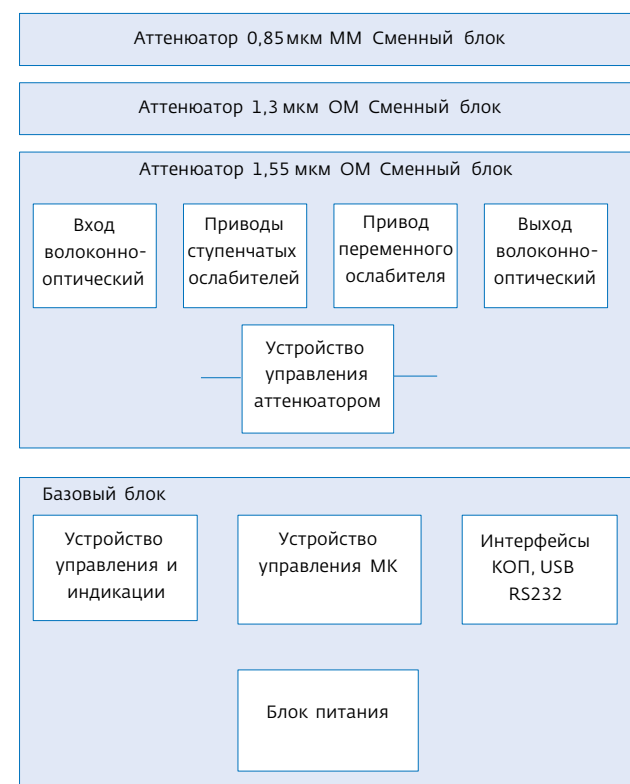 Аттенюатор 0,85мкм ММ Сменный блок
Аттенюатор 1,3 мкм ОМ Сменный блок
Аттенюатор 1,55 мкм ОМ Сменный блок
Вход
волоконно-
оптический
Приводы
ступенчатых
ослабителей
Привод
переменного
ослабителя
Выход
волоконно-
оптический
Устройство
управления
аттенюатором
Базовый блок
Устройство
управления и
индикации
Устройство
управления МК
Интерфейсы
КОП, USB
RS232
Блок питания